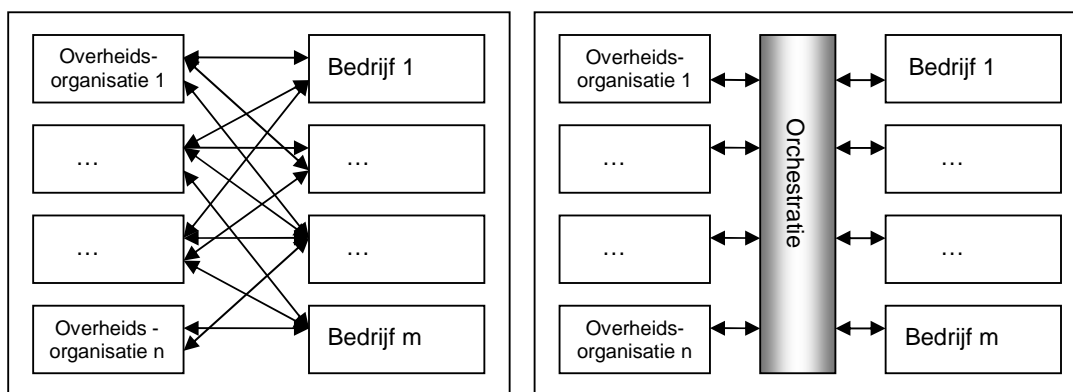 Overheids-
organisatie 1
Bedrijf 1
…
…
…
…
Overheids -
organisatie n
Bedrijf m
Overheids-
organisatie 1
Orchestratie
Bedrijf 1
…
…
…
…
Overheids-
organisatie n
Bedrijf m